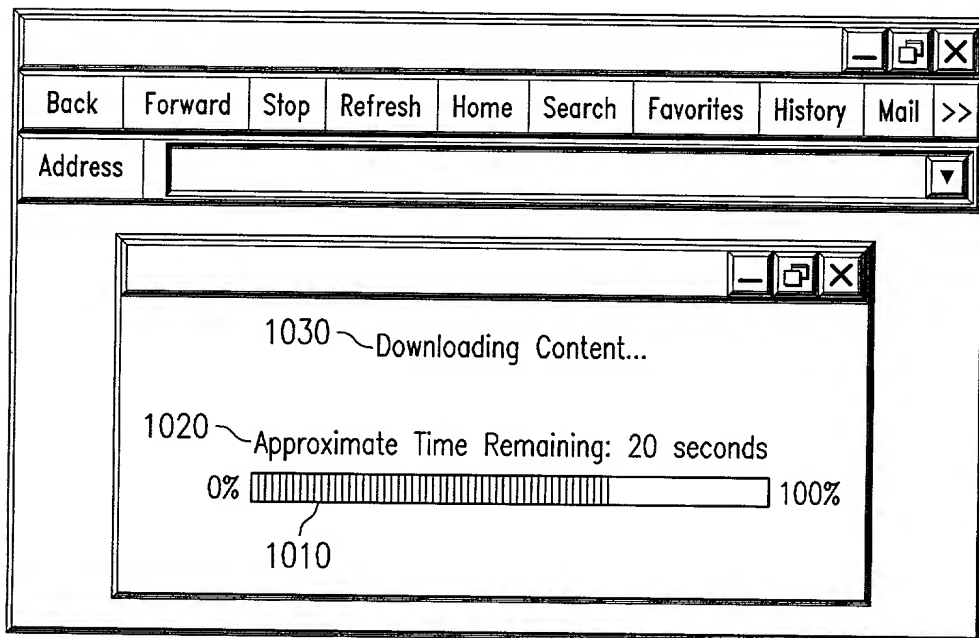 Back Forward Stop Refresh Home Search Favorites History Mail >>
Address
1030 Downloading Content...
1020 Approximate Time Remaining: 20 seconds
0% 100%
1010